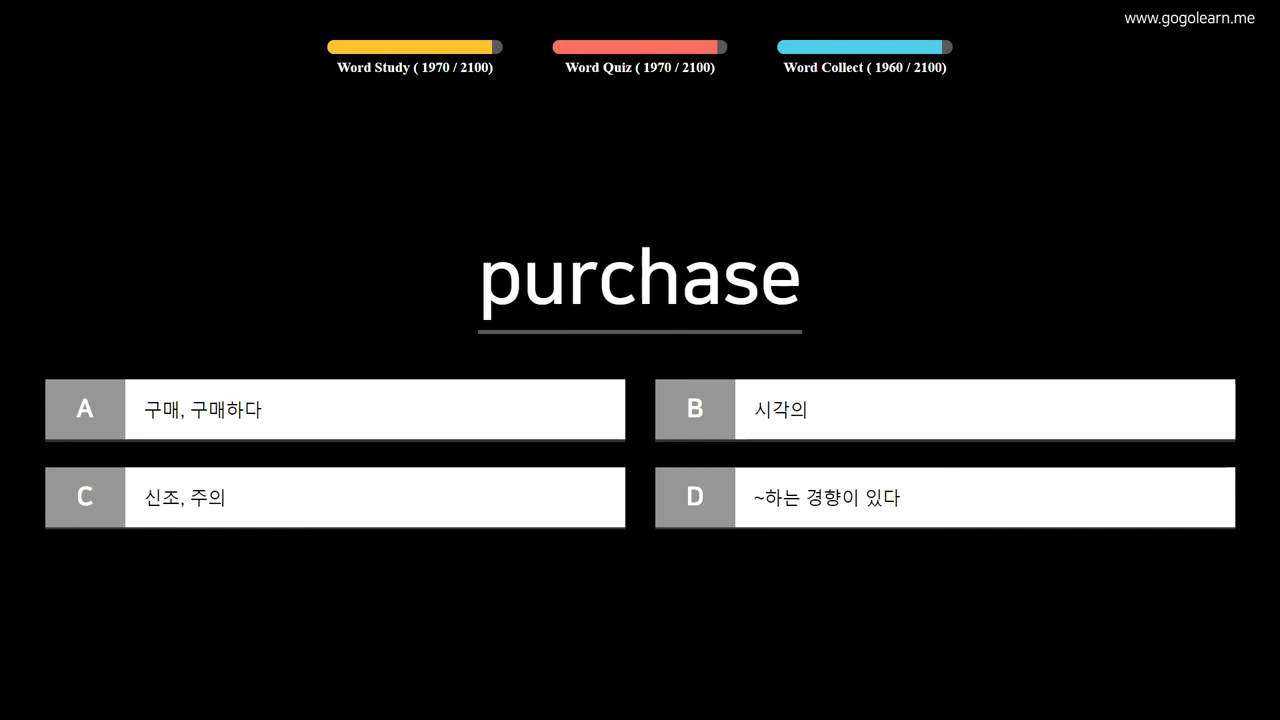 www.gogolearn.me
Word Study ( 1970 / 2100)
Word Quiz ( 1970 / 2100)
Word Collect ( 1960 / 2100)
purchase
A 구매, 구매하다
B 시각의
C 신조, 주의
D ~하는 경향이 있다